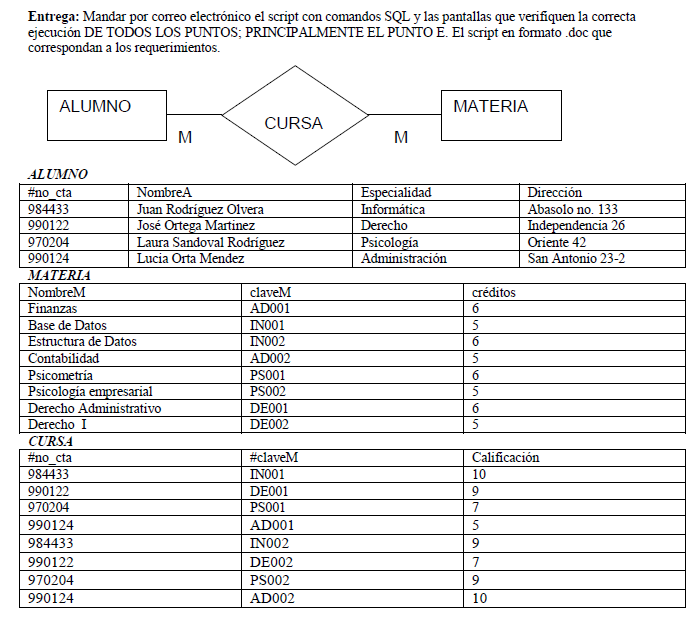 Entrega: Mandar por correo electrónico el script con comandos SQL y las pantallas que verifiquen la correcta
ejecución DE TODOS LOS PUNTOS; PRINCIPALMENTE EL PUNTO E. El script en formato .doc que
correspondan a los requerimientos.
ALUMNO
CURSA
MATERIA
M
M
ALUMNO
#no_cta NombreA Especialidad Dirección
984433 Juan Rodríguez Olvera Informática Abasolo no. 133
990122 José Ortega Martinez Derecho Independencia 26
970204 Laura Sandoval Rodríguez Psicología Oriente 42
990124 Lucia Orta Mendez Administración San Antonio 23-2
MATERIA
NombreM claveM créditos
Finanzas AD001 6
Base de Datos IN001 5
Estructura de Datos IN002 6
Contabilidad AD002 5
Psicometría PS001 6
Psicología empresarial PS002 5
Derecho Administrativo DE001 6
Derecho I DE002 5
CURSA
#no_cta #claveM Calificación
984433 IN001 10
990122 DE001 9
970204 PS001 7
990124 AD001 5
984433 IN002 9
990122 DE002 7
970204 PS002 9
990124 AD002 10